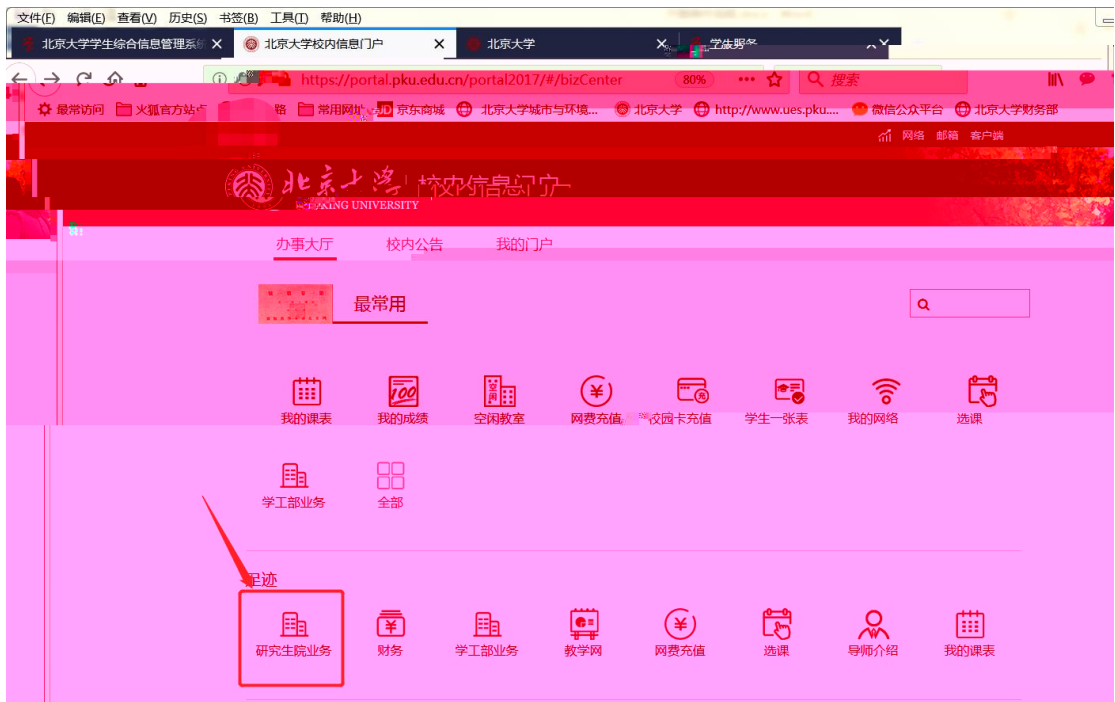 文件(F) 编辑(E) 查看(V) 历史(S) 书签(B) 工具(T) 帮助(H)
北京大学学生综合信息管理系统 北京大学校内信息门户 北京大学
https://portal.pku.edu.cn/portal2017/#/bizCenter 80% 搜索
最常访问 火狐官方站点 常用网址 JD 京东商城 北京大学城市与环境... 北京大学 http://www.ues.pku.... 微信公众平台 北京大学财务部
网络 邮箱 客户端
北京大学 校内信息门户
UNIVERSITY
办事大厅 校内公告 我的门户
最常用
我的课表 我的成绩 空闲教室 网费充值 校园卡充值 学生一张表 我的网络 选课
学工部业务 全部
足迹
研究生院业务 财务 学工部业务 教学网 网费充值 选课 导师介绍 我的课表